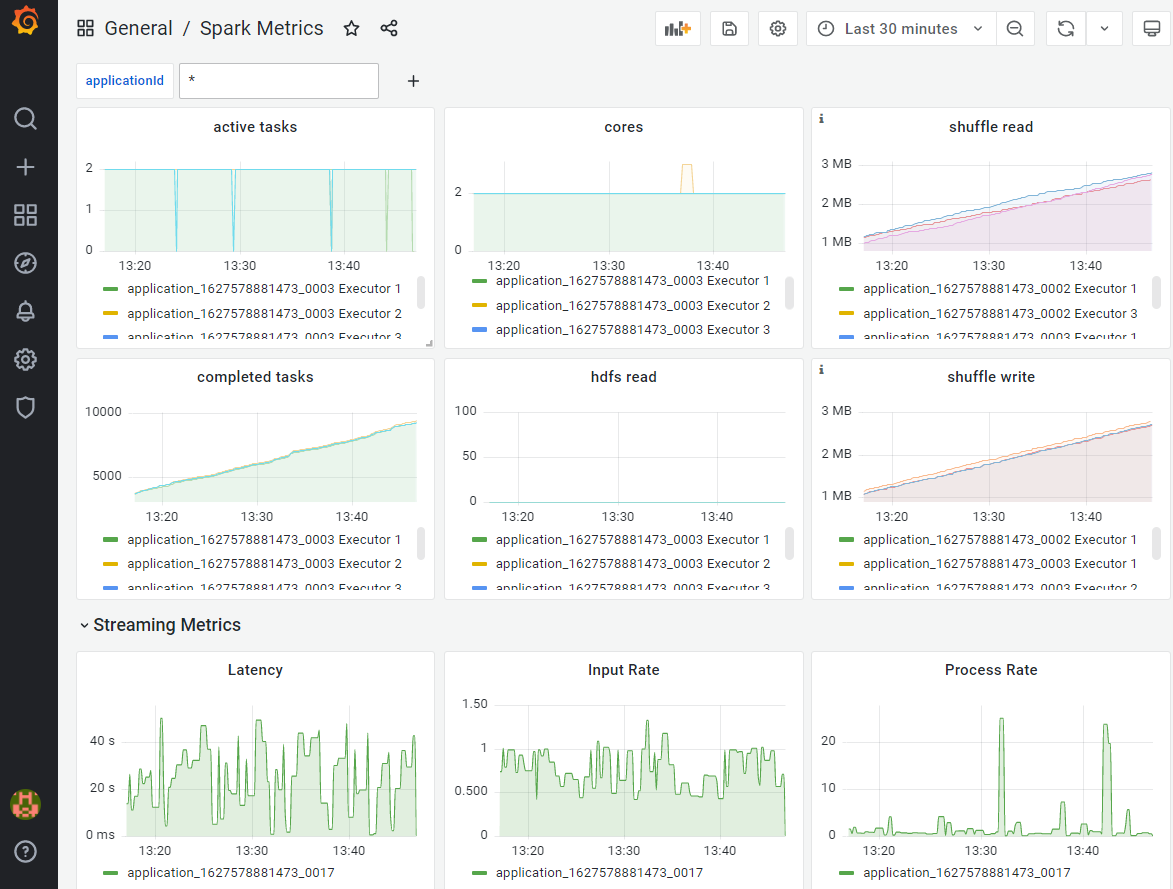 General / Spark Metrics
Last 30 minutes
applicationId
*
+
active tasks
2
1
0
13:20 13:30 13:40
application_1627578881473_0003 Executor 1
application_1627578881473_0003 Executor 2
application_1627578881473_0003 Executor 3
cores
2
0
13:20 13:30 13:40
application_1627578881473_0003 Executor 1
application_1627578881473_0003 Executor 2
application_1627578881473_0003 Executor 3
i
shuffle read
3 MB
2 MB
1 MB
13:20 13:30 13:40
application_1627578881473_0002 Executor 1
application_1627578881473_0002 Executor 3
application_1627578881473_0003 Executor 1
completed tasks
10000
5000
13:20 13:30 13:40
application_1627578881473_0003 Executor 1
application_1627578881473_0003 Executor 2
application_1627578881473_0003 Executor 3
hdfs read
100
50
0
13:20 13:30 13:40
application_1627578881473_0003 Executor 1
application_1627578881473_0003 Executor 2
application_1627578881473_0003 Executor 3
i
shuffle write
3 MB
2 MB
1 MB
13:20 13:30 13:40
application_1627578881473_0002 Executor 1
application_1627578881473_0003 Executor 1
application_1627578881473_0003 Executor 2
Streaming Metrics
Latency
40 s
20 s
0 ms
13:20 13:30 13:40
application_1627578881473_0017
Input Rate
1.50
1
0.500
0
13:20 13:30 13:40
application_1627578881473_0017
Process Rate
20
10
0
13:20 13:30 13:40
application_1627578881473_0017